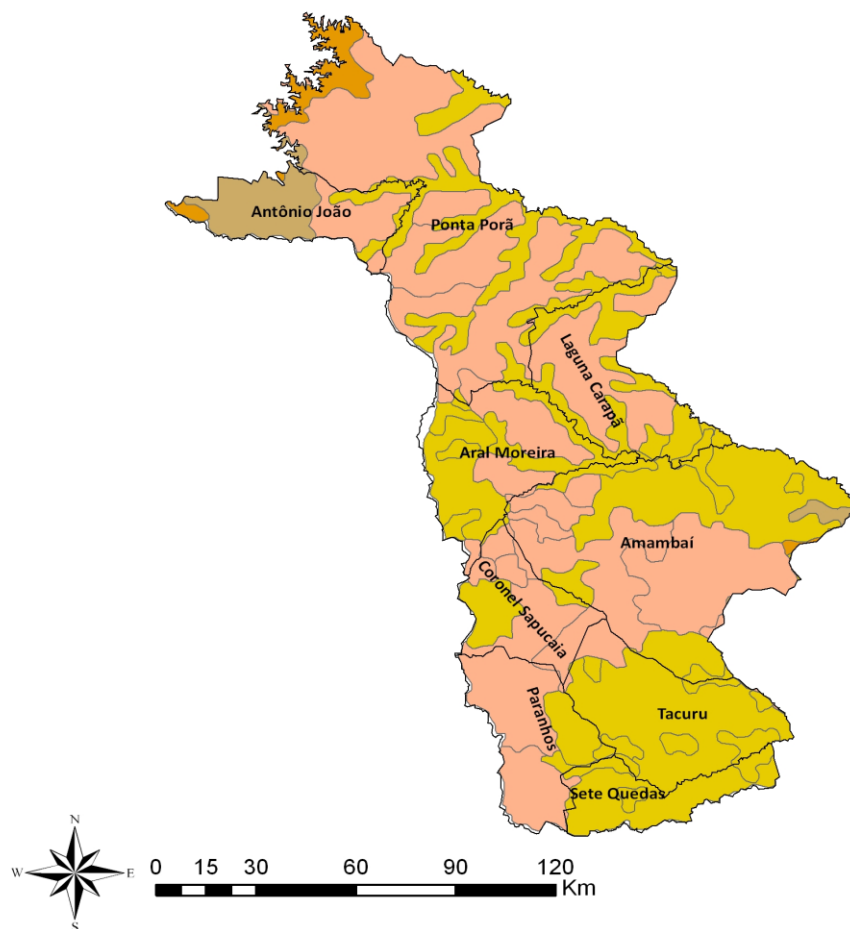 Antônio João
Ponta Porã
Laguna Carapã
Aral Moreira
Amambaí
Coronel Sapucaia
Paranhos
Tacuru
Sete Quedas
N
W
E
S
0 15 30 60 90 120
Km